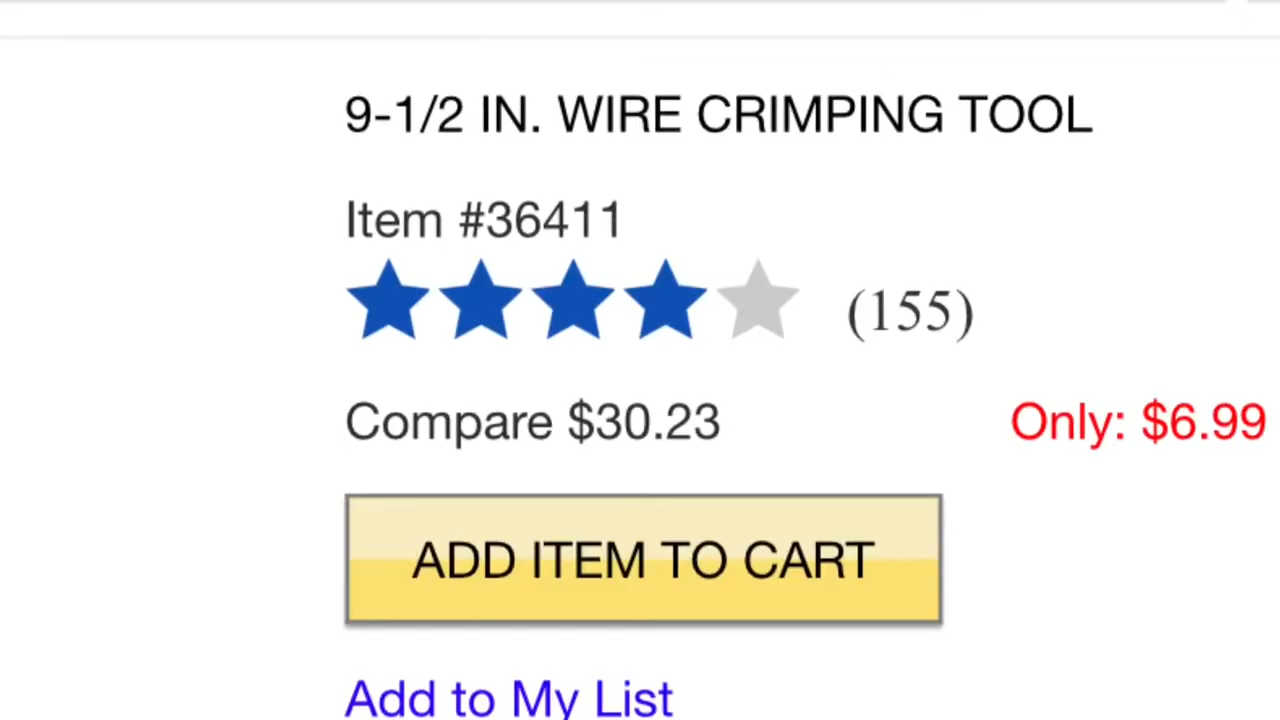 9-1/2 IN. WIRE CRIMPING TOOL
Item #36411
(155)
Compare $30.23 Only: $6.99
ADD ITEM TO CART
Add to My List